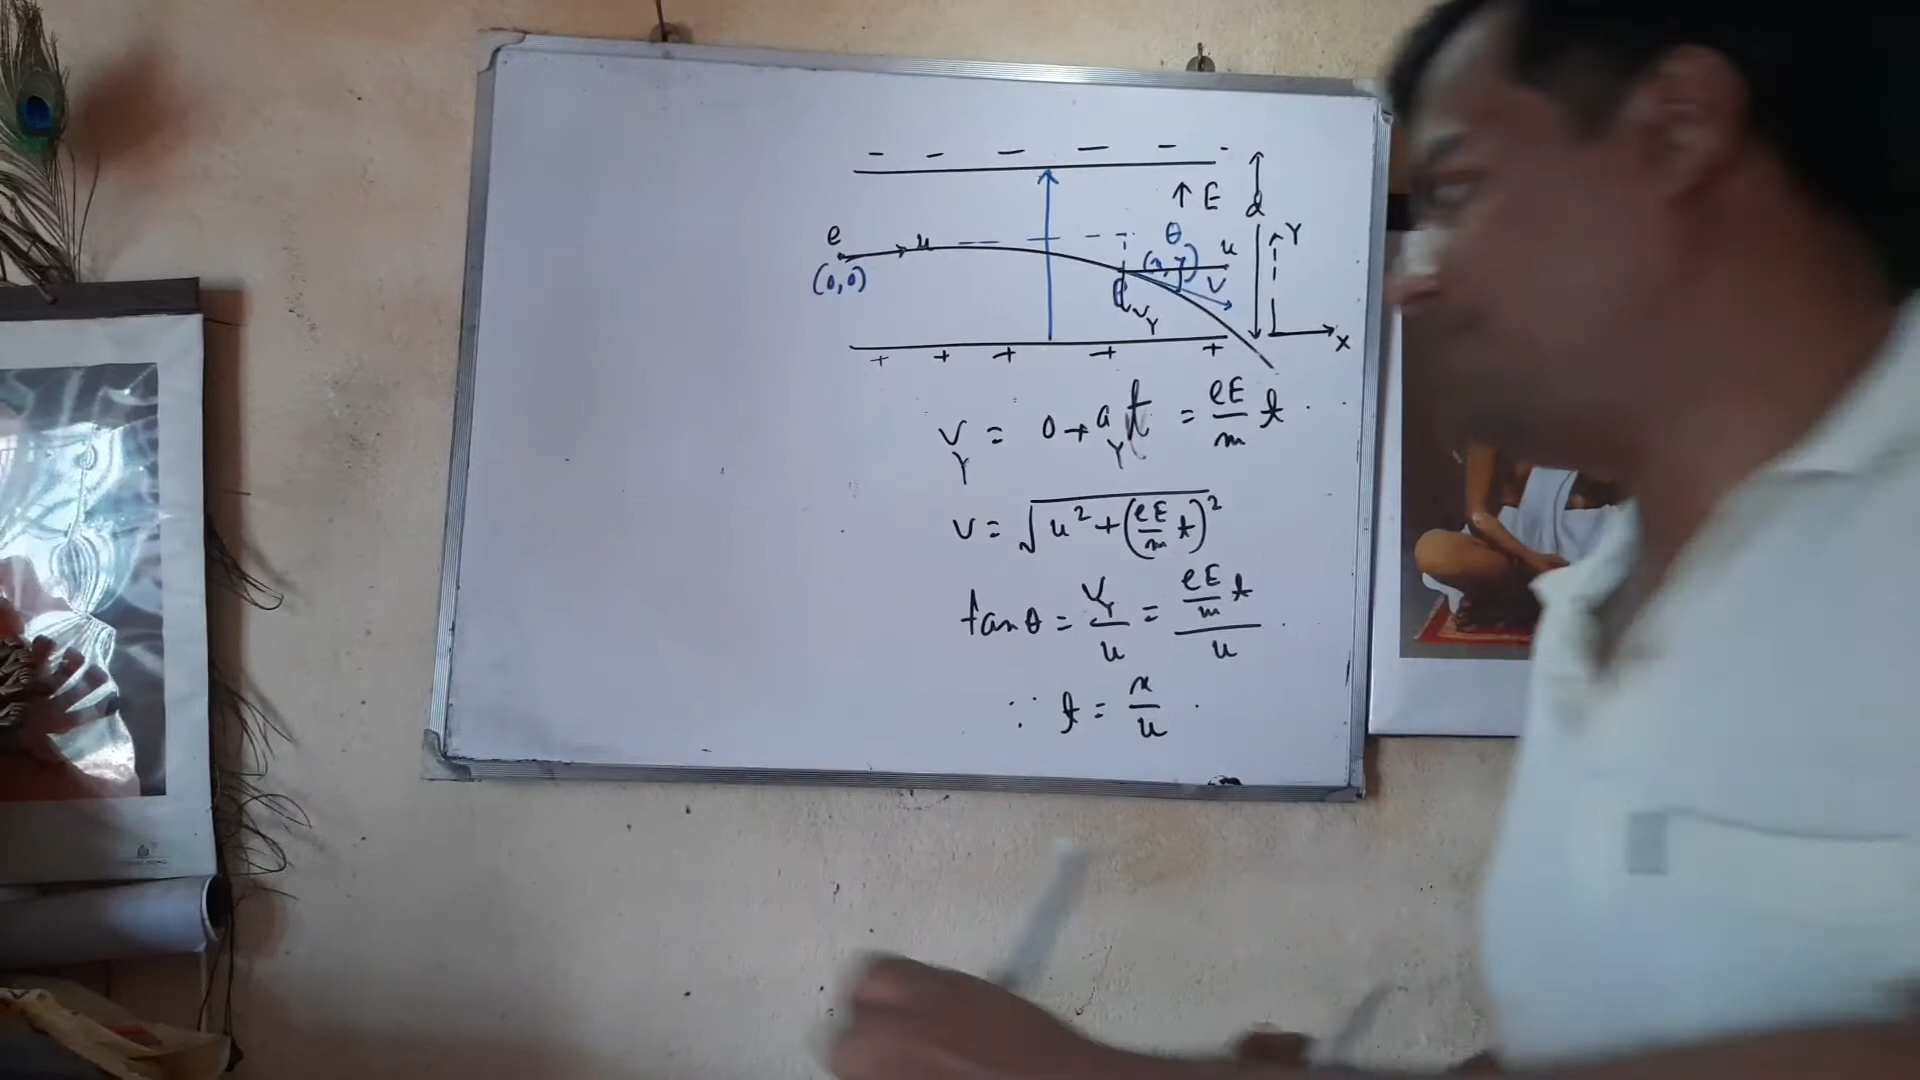 - - - - - -
↑ E
d
Y
e
u
θ
u
(0,0)
(x, y)
V
V_Y
x
+ + + + +
V_Y = 0 + a_Y t = eE/m t
V = √(u² + (eE/m t)²)
tan θ = V_Y/u = (eE/m t)/u
∵ t = x/u